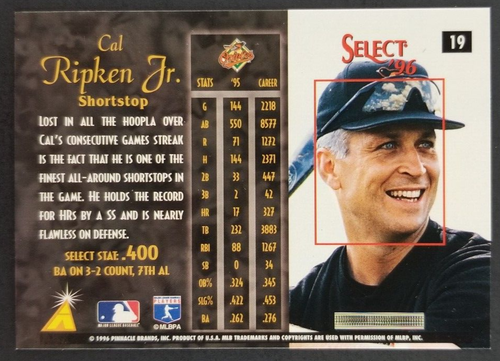 Cal
Ripken Jr.
Shortstop
Lost in all the hoopla over
Cal's consecutive games streak
is the fact that he is one of the
finest all-around shortstops in
the game. He holds the record
for HRs by a SS and is nearly
flawless on defense.
Select Stat: .400
BA on 3-2 count, 7th AL
MAJOR LEAGUE BASEBALL
PLAYERS
© MLBPA
Orioles
STATS '95 CAREER
G 144 2218
AB 550 8577
R 71 1272
H 144 2371
2B 33 447
3B 2 42
HR 17 327
TB 232 3883
RBI 88 1267
SB 0 34
OB% .324 .345
SLG% .422 .453
BA .262 .276
Select
'96
19
© 1996 PINNACLE BRANDS, INC. PRODUCT OF U.S.A. MLB TRADEMARKS AND COPYRIGHTS ARE USED WITH PERMISSION OF MLBP, INC.